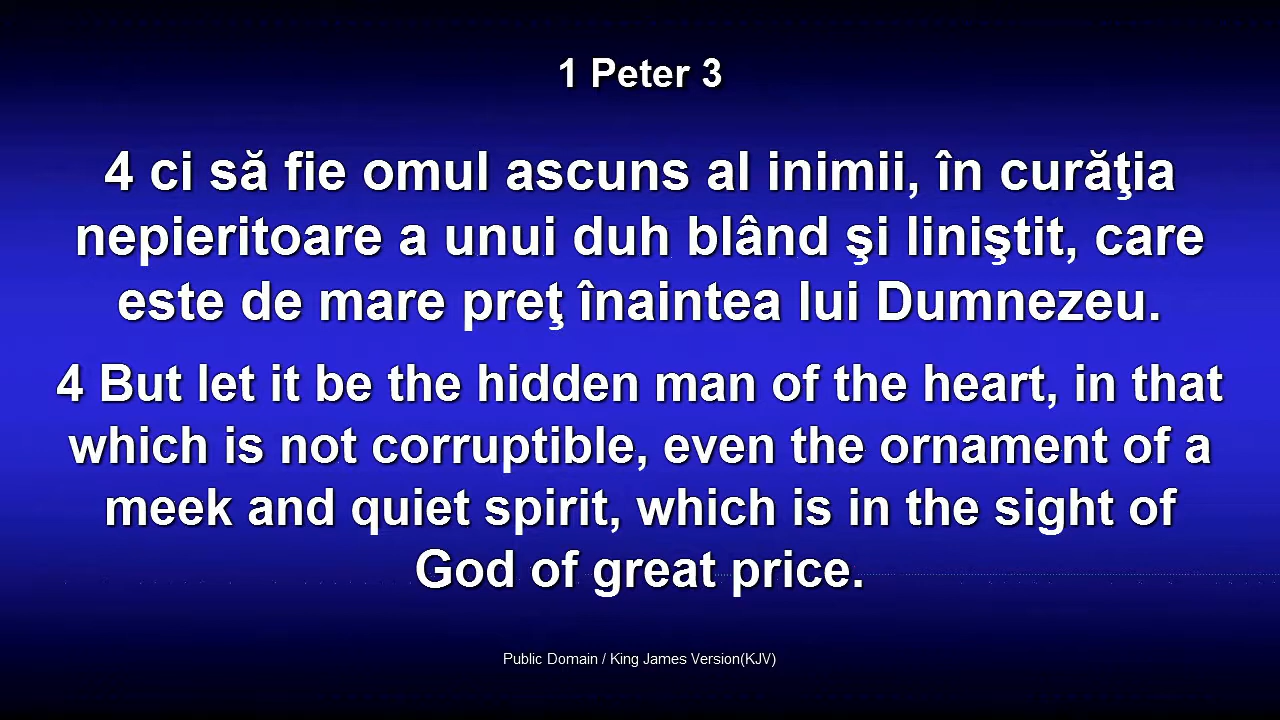 1 Peter 3
4 ci să fie omul ascuns al inimii, în curăţia
nepieritoare a unui duh blând şi liniştit, care
este de mare preţ înaintea lui Dumnezeu.
4 But let it be the hidden man of the heart, in that
which is not corruptible, even the ornament of a
meek and quiet spirit, which is in the sight of
God of great price.
Public Domain / King James Version(KJV)